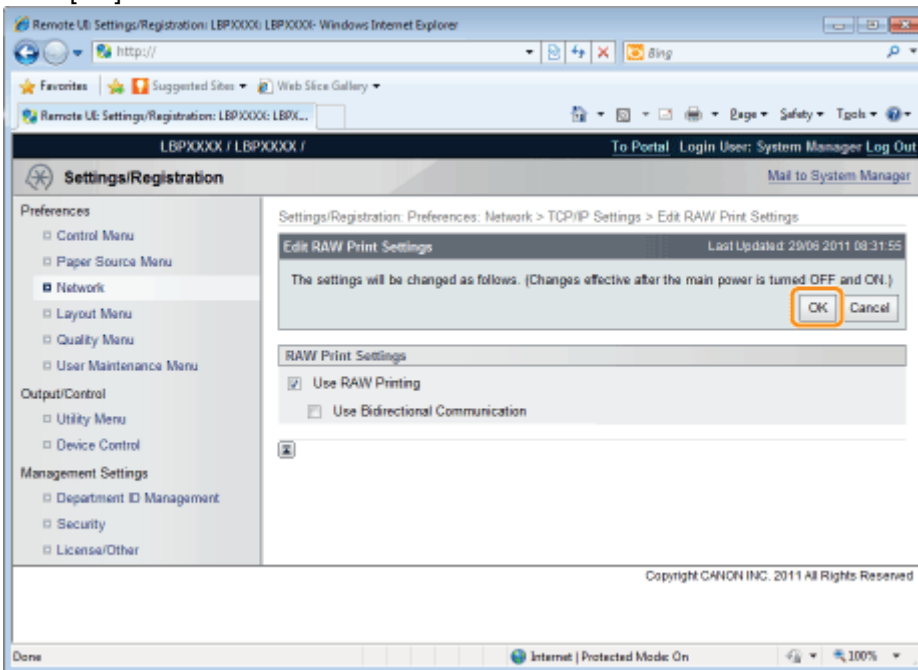 Remote UI: Settings/Registration: LBPXXXX: LBPXXXX- Windows Internet Explorer
http://
Bing
Favorites Suggested Sites Web Slice Gallery
Remote UI: Settings/Registration: LBPXXXX: LBPX... Page Safety Tools
LBPXXXX / LBPXXXX / To Portal Login User: System Manager Log Out
Settings/Registration Mail to System Manager
Preferences
Control Menu
Paper Source Menu
Network
Layout Menu
Quality Menu
User Maintenance Menu
Output/Control
Utility Menu
Device Control
Management Settings
Department ID Management
Security
License/Other
Settings/Registration: Preferences: Network > TCP/IP Settings > Edit RAW Print Settings
Edit RAW Print Settings Last Updated: 29/06 2011 08:31:55
The settings will be changed as follows. (Changes effective after the main power is turned OFF and ON.)
OK Cancel
RAW Print Settings
Use RAW Printing
Use Bidirectional Communication
Copyright CANON INC. 2011 All Rights Reserved
Done Internet | Protected Mode: On 100%